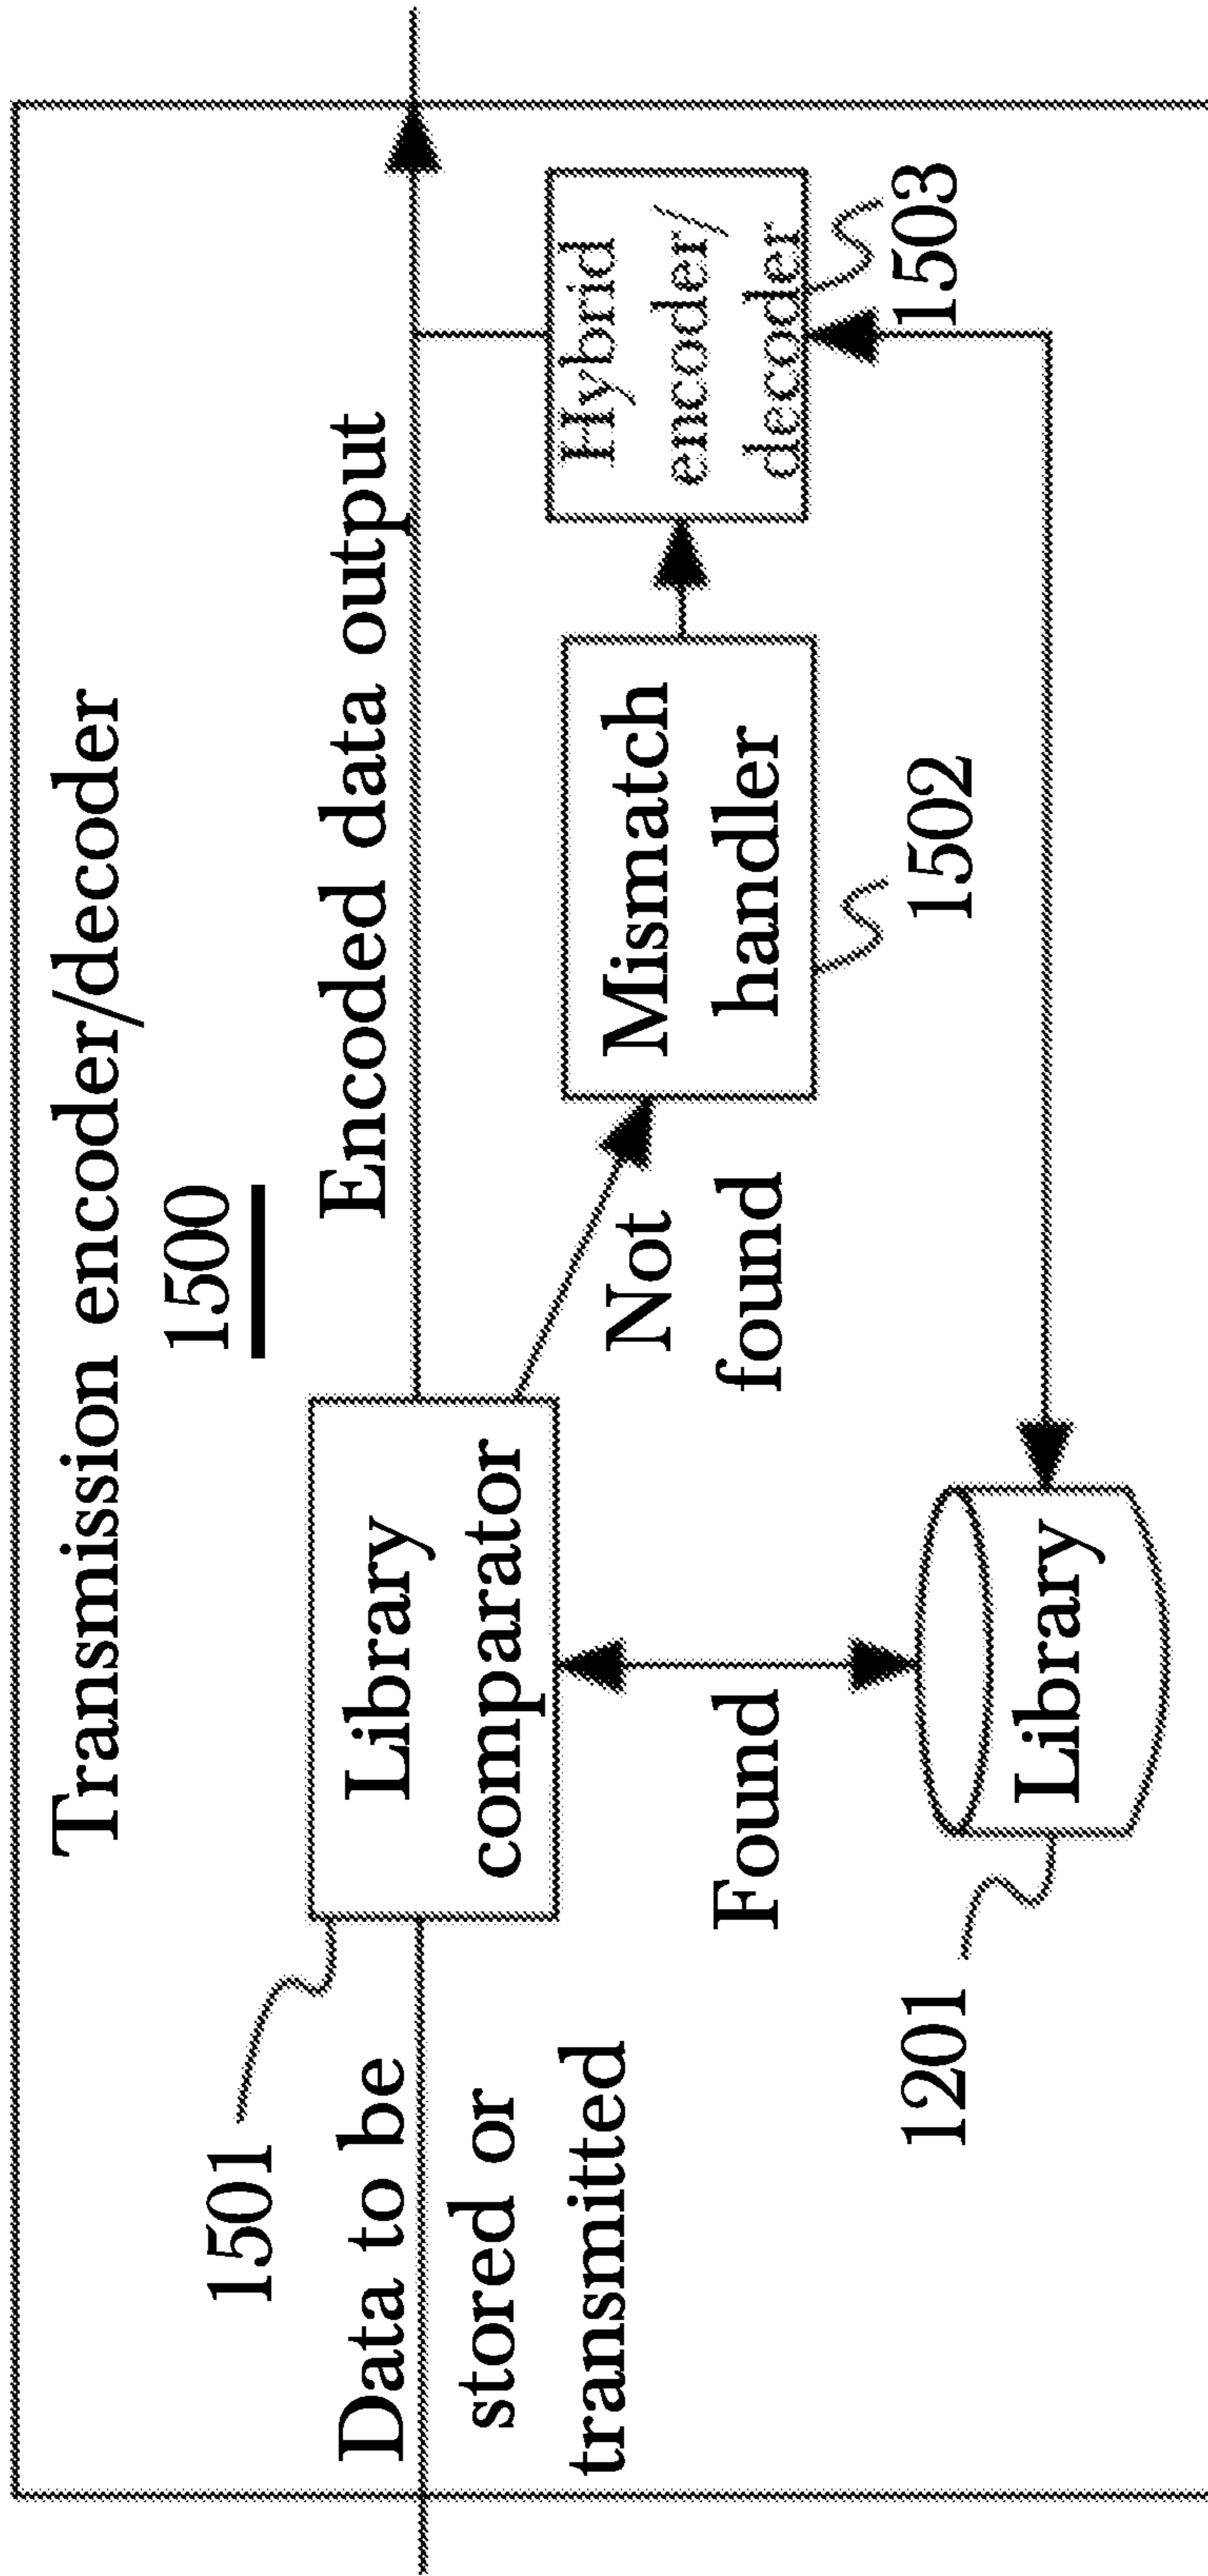 Transmission encoder/decoder
1500
1501
Data to be
stored or
transmitted
Library
comparator
Encoded data output
Not
found
Mismatch
handler
1502
Hybrid
encoder/
decoder
1503
Found
Library
1201